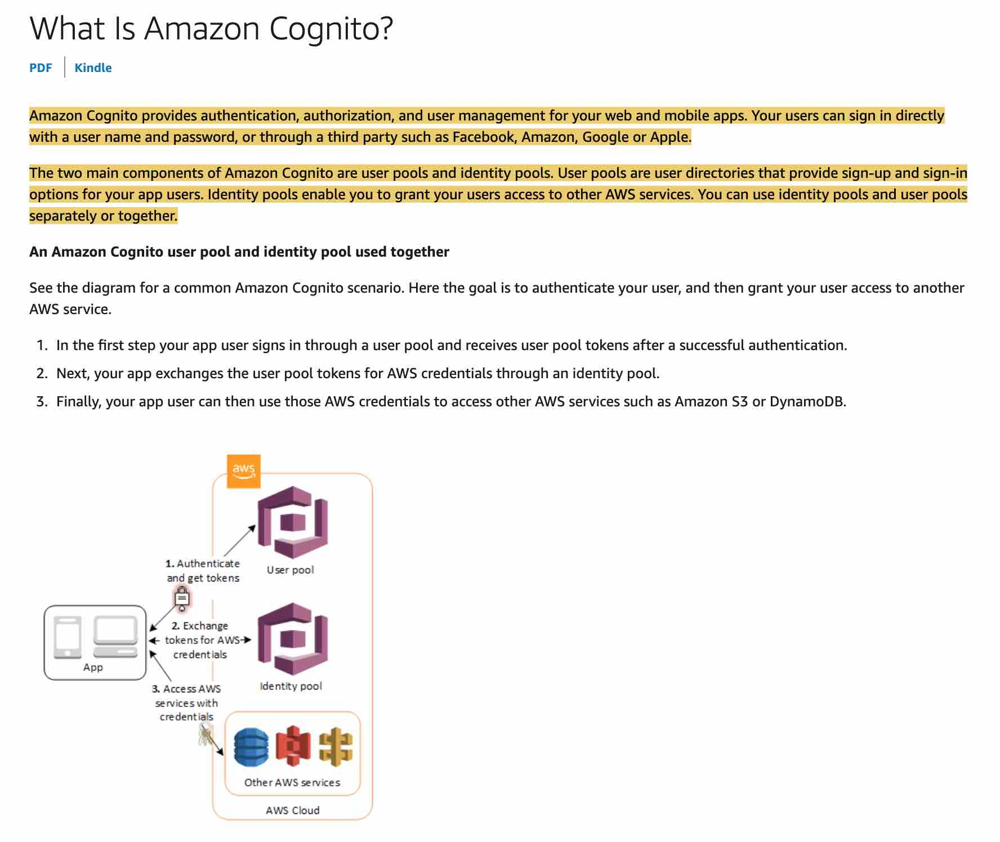 What Is Amazon Cognito?
PDF
Kindle
Amazon Cognito provides authentication, authorization, and user management for your web and mobile apps. Your users can sign in directly
with a user name and password, or through a third party such as Facebook, Amazon, Google or Apple.
The two main components of Amazon Cognito are user pools and identity pools. User pools are user directories that provide sign-up and sign-in
options for your app users. Identity pools enable you to grant your users access to other AWS services. You can use identity pools and user pools
separately or together.
An Amazon Cognito user pool and identity pool used together
See the diagram for a common Amazon Cognito scenario. Here the goal is to authenticate your user, and then grant your user access to another
AWS service.
1. In the first step your app user signs in through a user pool and receives user pool tokens after a successful authentication.
2. Next, your app exchanges the user pool tokens for AWS credentials through an identity pool.
3. Finally, your app user can then use those AWS credentials to access other AWS services such as Amazon S3 or DynamoDB.
aws
1. Authenticate
and get tokens
User pool
2. Exchange
tokens for AWS
credentials
App
Identity pool
3. Access AWS
services with
credentials
Other AWS services
AWS Cloud